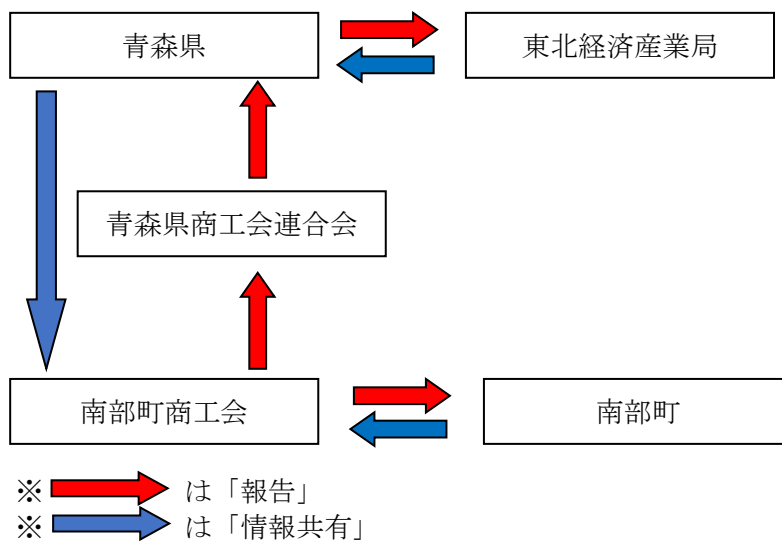 青森県
東北経済産業局
青森県商工会連合会
南部町商工会
南部町
※ は「報告」
※ は「情報共有」